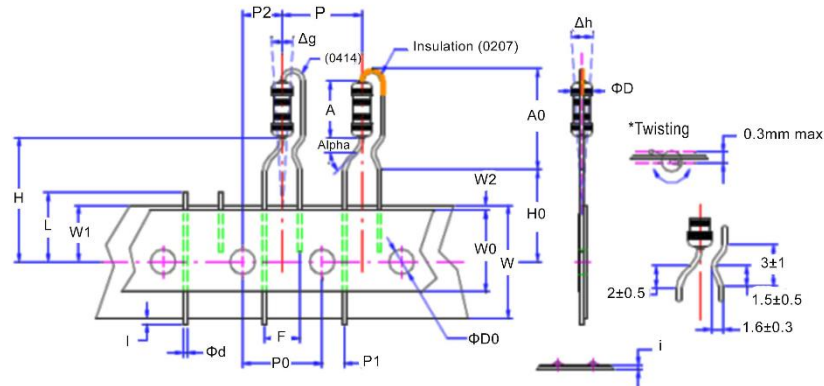 P2
P
Δg
(0414)
Insulation (0207)
Δh
ΦD
A
A0
*Twisting
0.3mm max
Alpha
H
L
W1
W2
H0
W0
W
2±0.5
3±1
1.5±0.5
1.6±0.3
I
Φd
F
P0
P1
ΦD0
i